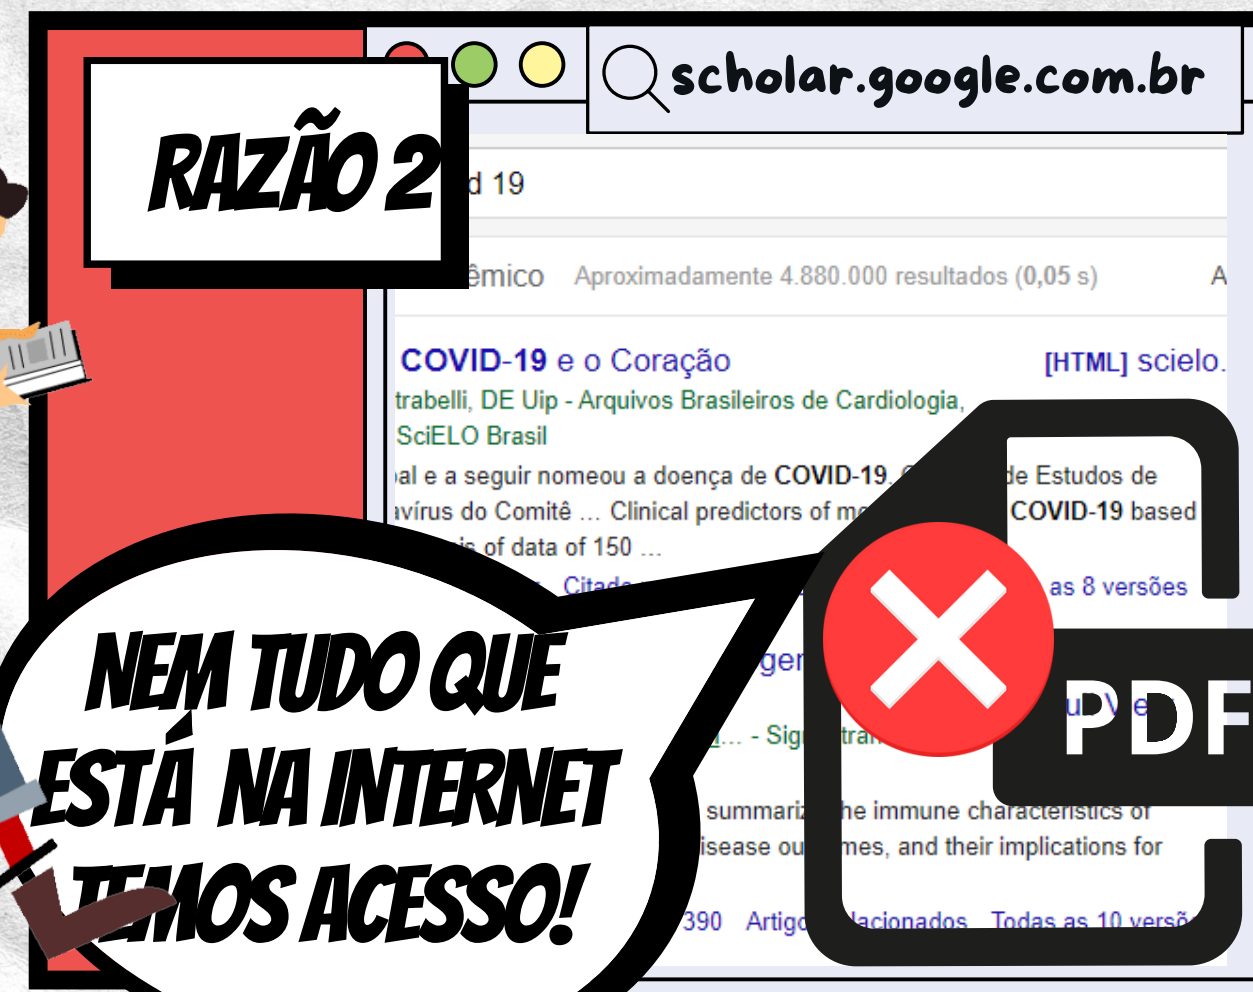 scholar.google.com.br
RAZÃO 2
d 19
êmico Aproximadamente 4.880.000 resultados (0,05 s) A
COVID-19 e o Coração [HTML] scielo.
trabelli, DE Uip - Arquivos Brasileiros de Cardiologia,
SciELO Brasil
al e a seguir nomeou a doença de COVID-19. de Estudos de
avírus do Comitê ... Clinical predictors of COVID-19 based
is of data of 150 ...
as 8 versões
NEM TUDO QUE
ESTÁ NA INTERNET
TEMOS ACESSO!
PDF
summariz he immune characteristics of
isease ou mes, and their implications for
390 Artigo lacionados Todas as 10 versõ